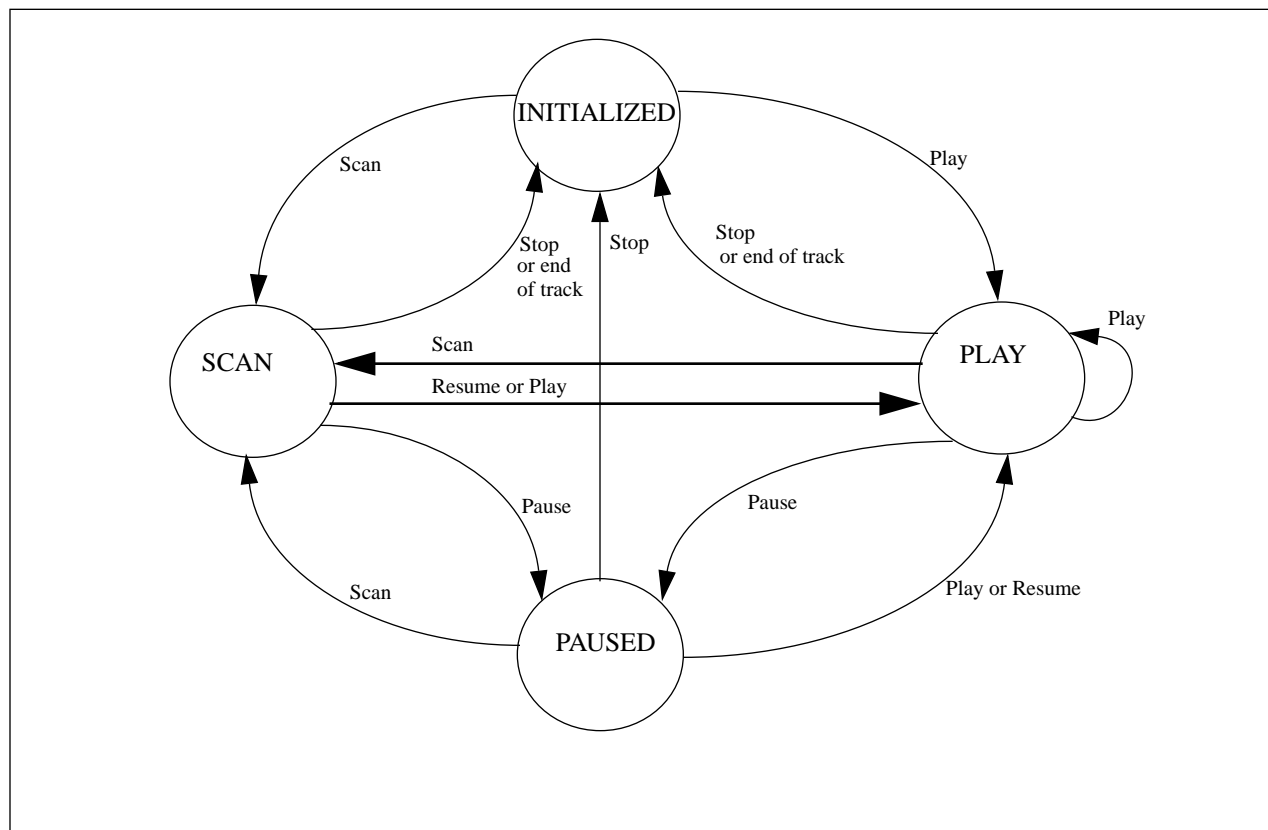 INITIALIZED
Scan
Play
Stop
or end
of track
Stop
Stop
or end of track
Play
SCAN
Scan
PLAY
Resume or Play
Pause
Pause
Scan
Play or Resume
PAUSED